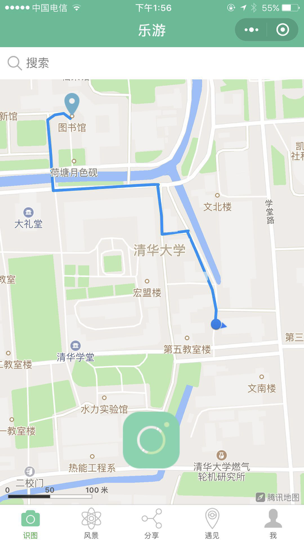 中国电信
下午1:56
55%
乐游
搜索
新馆
图书馆
荷塘月色砚
大礼堂
文北楼
学堂路
清华大学
宏盟楼
清华学堂
第五教室楼
第三
二教室楼
文南楼
水力实验馆
一教室楼
热能工程系
清华大学燃气
轮机研究所
二校门
0
50
100 米
腾讯地图
识图
风景
分享
遇见
我